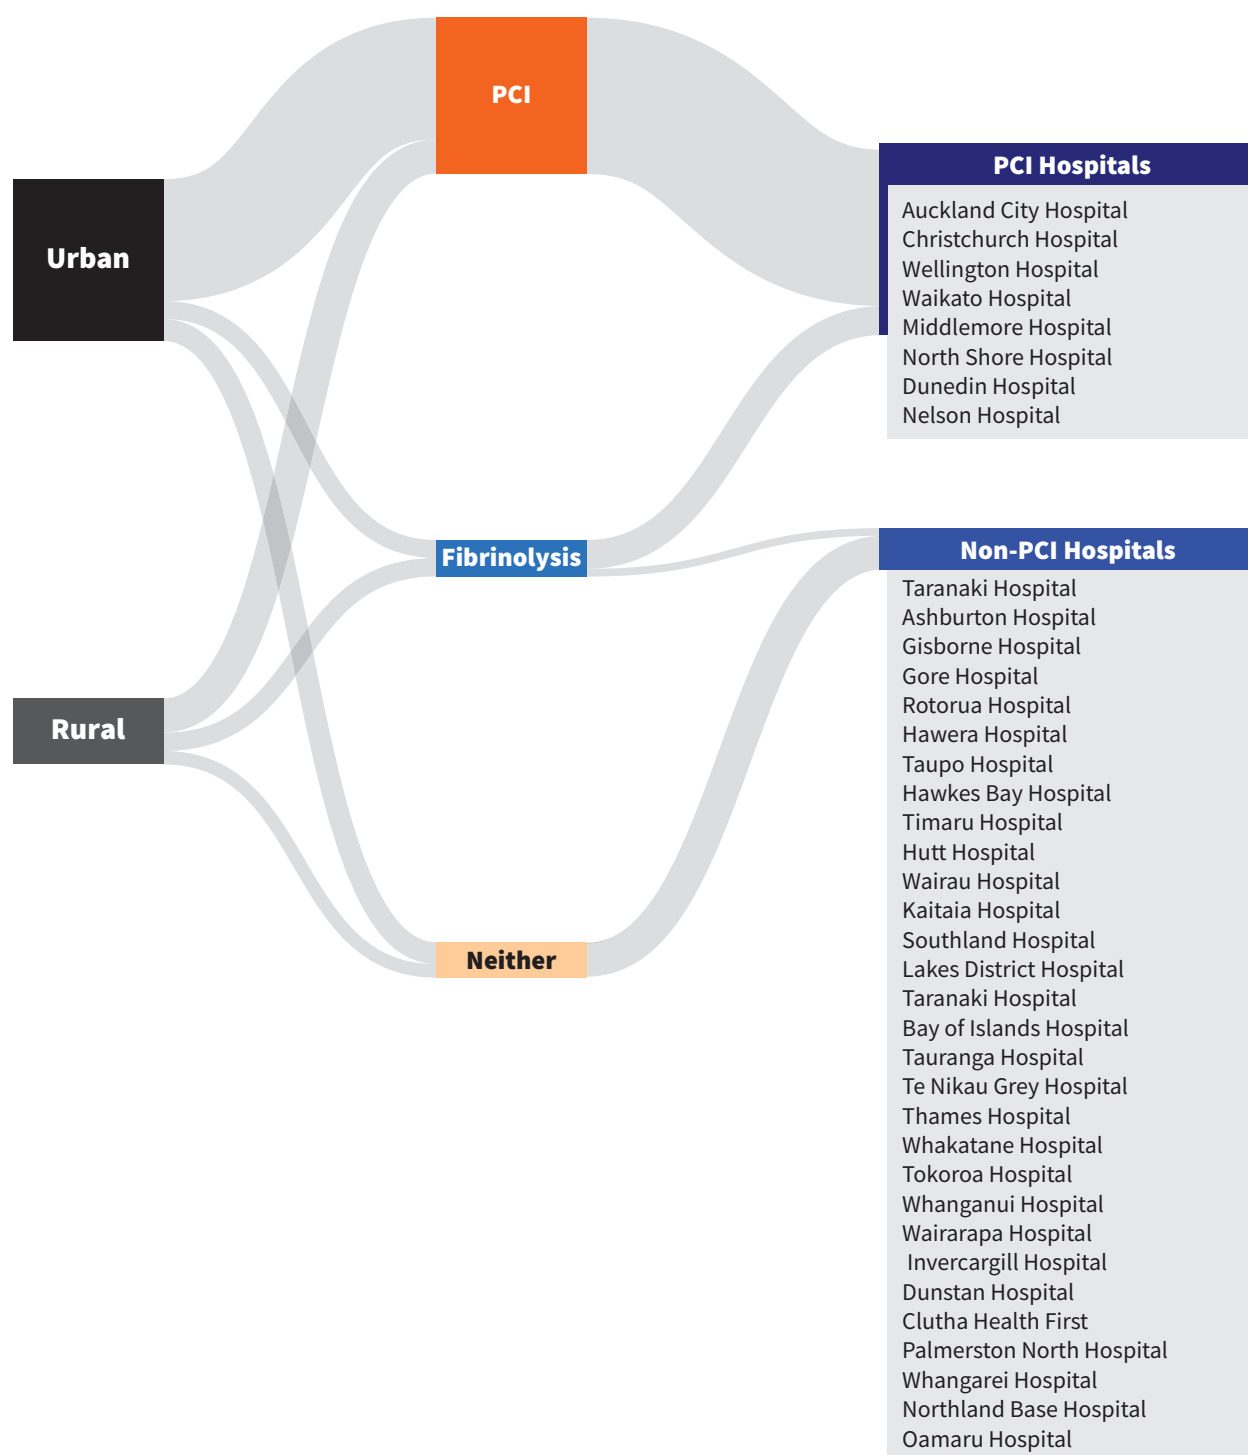 PCI
Urban
Fibrinolysis
Rural
Neither
PCI Hospitals
Auckland City Hospital
Christchurch Hospital
Wellington Hospital
Waikato Hospital
Middlemore Hospital
North Shore Hospital
Dunedin Hospital
Nelson Hospital
Non-PCI Hospitals
Taranaki Hospital
Ashburton Hospital
Gisborne Hospital
Gore Hospital
Rotorua Hospital
Hawera Hospital
Taupo Hospital
Hawkes Bay Hospital
Timaru Hospital
Hutt Hospital
Wairau Hospital
Kaitaia Hospital
Southland Hospital
Lakes District Hospital
Taranaki Hospital
Bay of Islands Hospital
Tauranga Hospital
Te Nikau Grey Hospital
Thames Hospital
Whakatane Hospital
Tokoroa Hospital
Whanganui Hospital
Wairarapa Hospital
Invercargill Hospital
Dunstan Hospital
Clutha Health First
Palmerston North Hospital
Whangarei Hospital
Northland Base Hospital
Oamaru Hospital